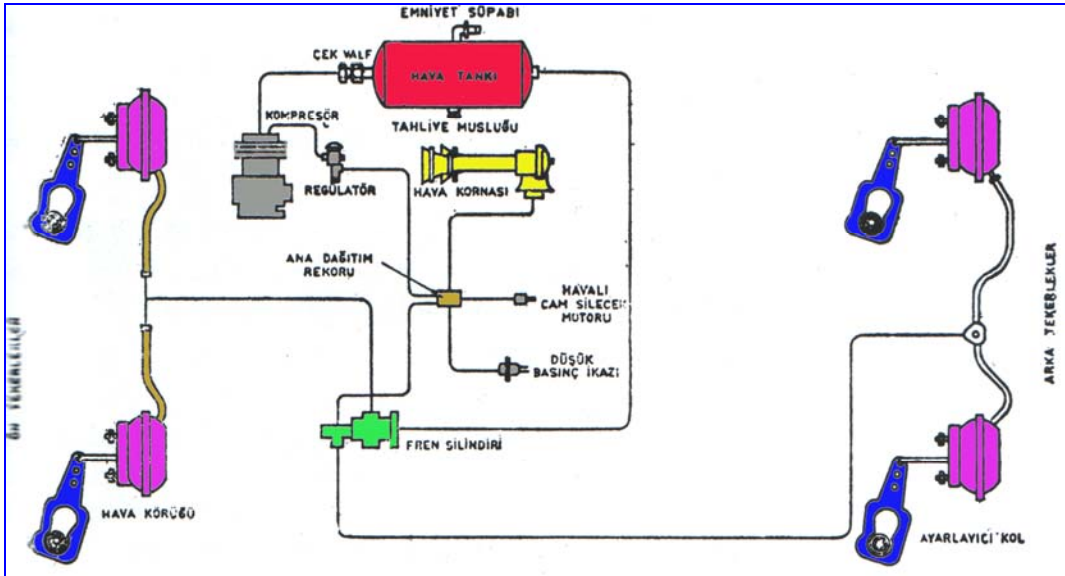 EMNİYET SÜPABI
ÇEK VALF
HAVA TANKI
KOMPRESÖR
TAHLİYE MUSLUĞU
REGÜLATÖR
HAVA KORNASI
ANA DAĞITIM
REKORU
HAVALI
CAM SİLECEK
MOTORU
DÜŞÜK
BASINÇ İKAZI
ÖN TEKERLEKLER
ARKA TEKERLEKLER
FREN SİLİNDİRİ
HAVA KÖRÜĞÜ
AYARLAYIÇI KOL